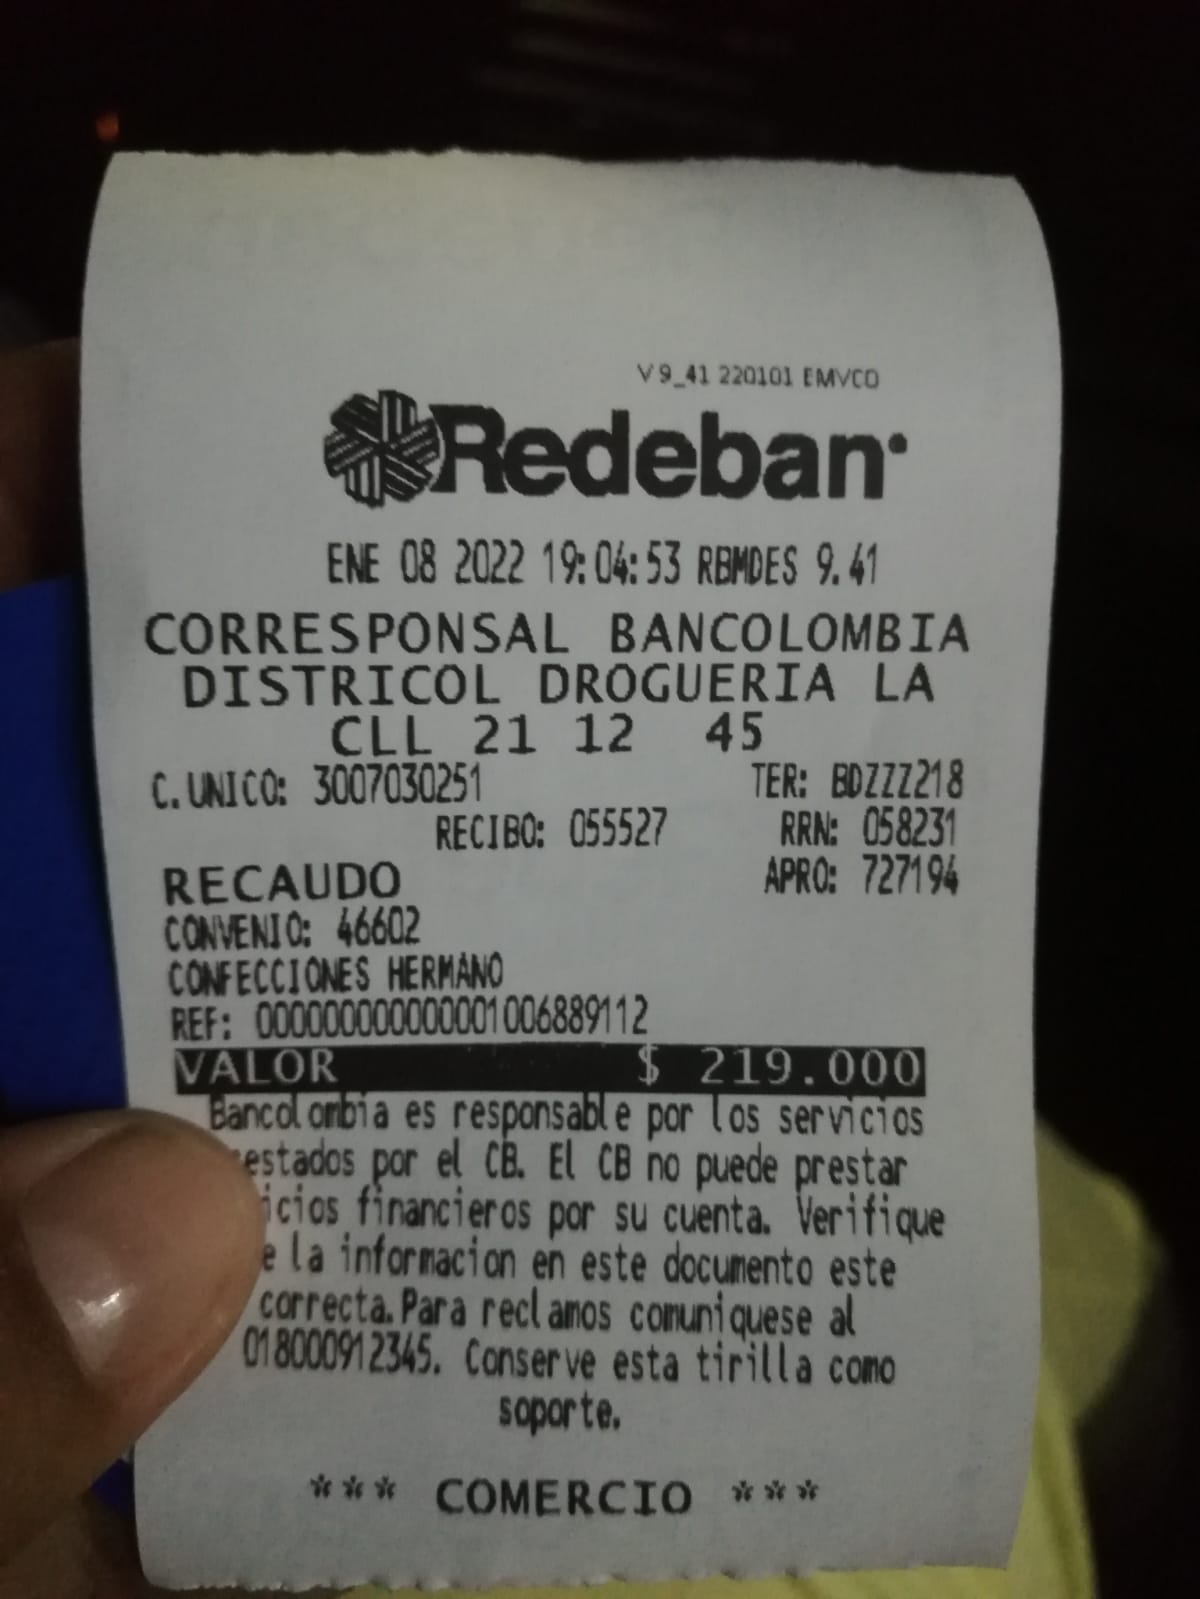 V 9_41 220101 EMVCO
Redeban
ENE 08 2022 19:04:53 RBMDES 9.41
CORRESPONSAL BANCOLOMBIA
DISTRICOL DROGUERIA LA
CLL 21 12 45
C. UNICO: 3007030251 TER: BDZZZ218
RECIBO: 055527 RRN: 058231
RECAUDO APRO: 727194
CONVENIO: 46602
CONFECCIONES HERMANO
REF: 000000000000001006889112
VALOR $ 219.000
Bancolombia es responsable por los servicios
estados por el CB. El CB no puede prestar
icios financieros por su cuenta. Verifique
e la informacion en este documento este
correcta. Para reclamos comuniquese al
018000912345. Conserve esta tirilla como
soporte.
*** COMERCIO ***